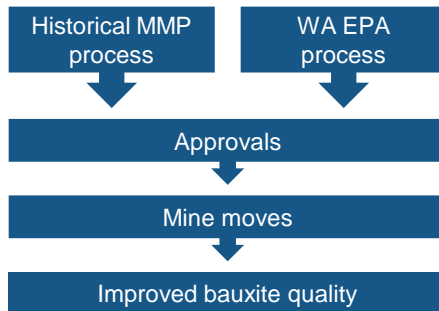 Historical MMP
process
WA EPA
process
Approvals
Mine moves
Improved bauxite quality